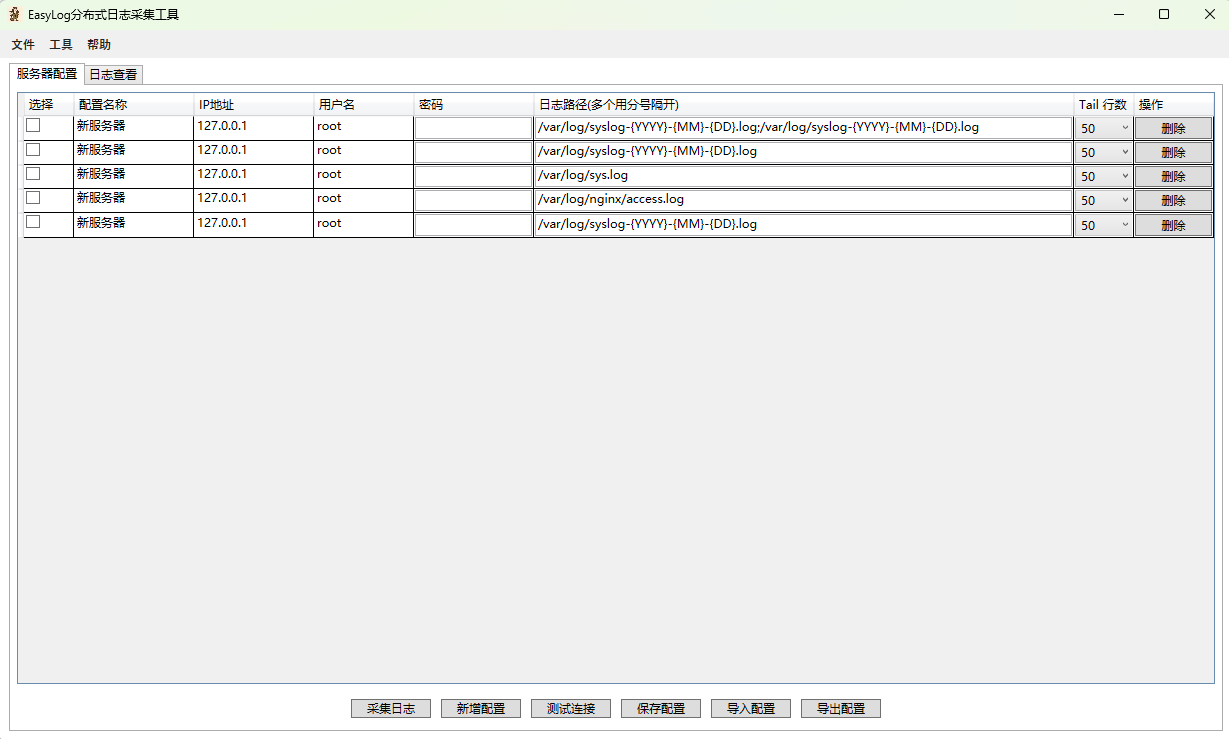 EasyLog分布式日志采集工具
文件 工具 帮助
服务器配置 日志查看
选择 配置名称 IP地址 用户名 密码 日志路径(多个用分号隔开) Tail 行数 操作
新服务器 127.0.0.1 root /var/log/syslog-{YYYY}-{MM}-{DD}.log;/var/log/syslog-{YYYY}-{MM}-{DD}.log 50 删除
新服务器 127.0.0.1 root /var/log/syslog-{YYYY}-{MM}-{DD}.log 50 删除
新服务器 127.0.0.1 root /var/log/sys.log 50 删除
新服务器 127.0.0.1 root /var/log/nginx/access.log 50 删除
新服务器 127.0.0.1 root /var/log/syslog-{YYYY}-{MM}-{DD}.log 50 删除
采集日志 新增配置 测试连接 保存配置 导入配置 导出配置